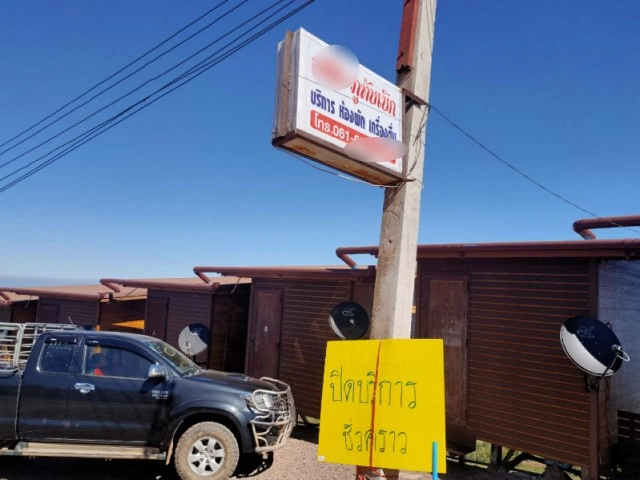 ภูทับเบิก
บริการ ห้องพัก เครื่องดื่ม
โทร.061-
ปิดบริการ
ชั่วคราว